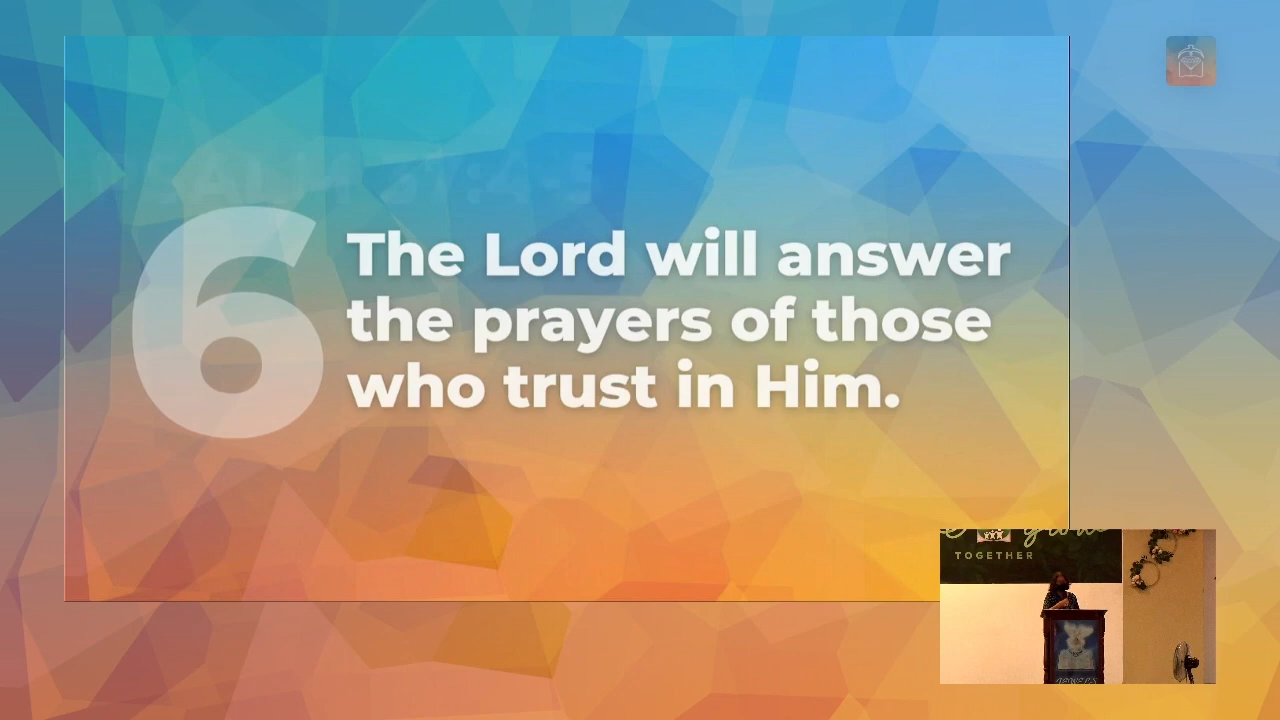 6
The Lord will answer
the prayers of those
who trust in Him.
TOGETHER